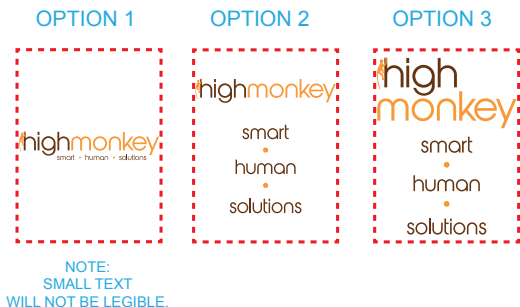 OPTION 1
highmonkey
smart • human • solutions
NOTE:
SMALL TEXT
WILL NOT BE LEGIBLE.
OPTION 2
highmonkey
smart
•
human
•
solutions
OPTION 3
high
monkey
smart
•
human
•
solutions